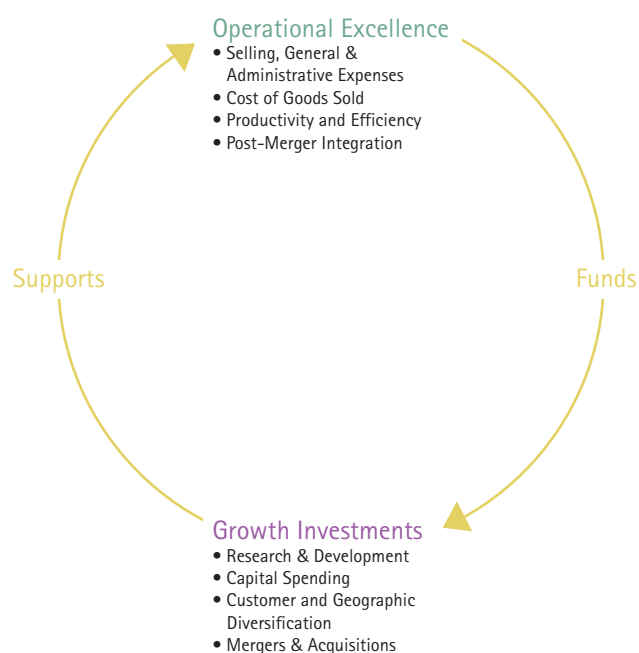 Operational Excellence
• Selling, General &
Administrative Expenses
• Cost of Goods Sold
• Productivity and Efficiency
• Post-Merger Integration
Supports
Funds
Growth Investments
• Research & Development
• Capital Spending
• Customer and Geographic
Diversification
• Mergers & Acquisitions